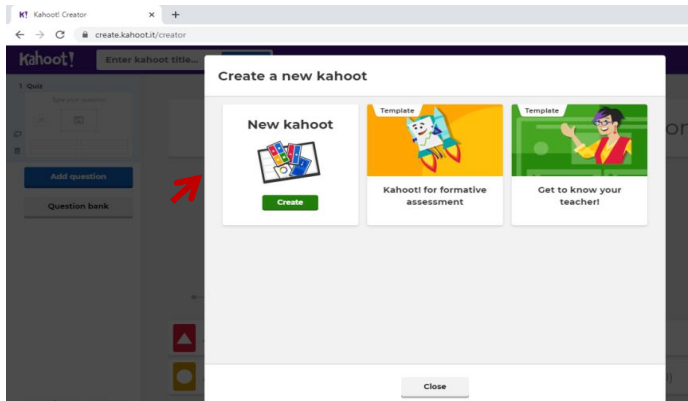 K! Kahoot! Creator × +
create.kahoot.it/creator
Kahoot! Enter kahoot title...
Create a new kahoot
1 Quiz
Add question
Question bank
New kahoot
Create
Template
Kahoot! for formative
assessment
Template
Get to know your
teacher!
Close